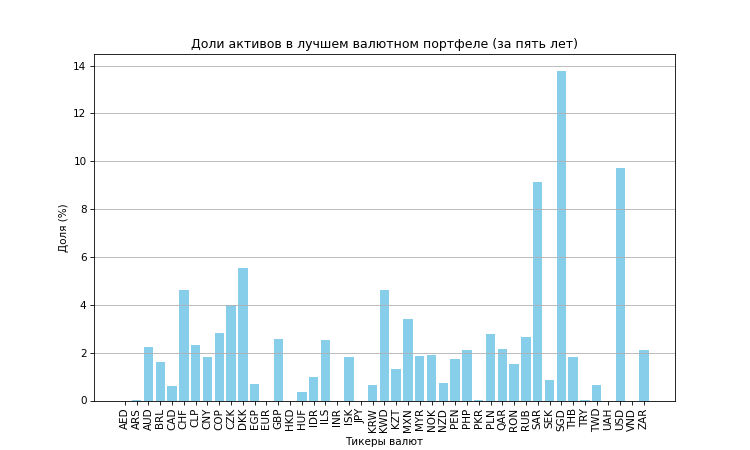 Доли активов в лучшем валютном портфеле (за пять лет)
14
12
10
8
6
4
2
0
Доля (%)
AED ARS AUD BRL CAD CHF CLP CNY COP CZK DKK EGP EUR GBP HKD HUF IDR ILS INR ISK JPY KRW KWD KZT MXN MYR NOK NZD PEN PHP PKR PLN QAR RON RUB SAR SEK SGD THB TRY TWD UAH USD VND ZAR
Тикеры валют